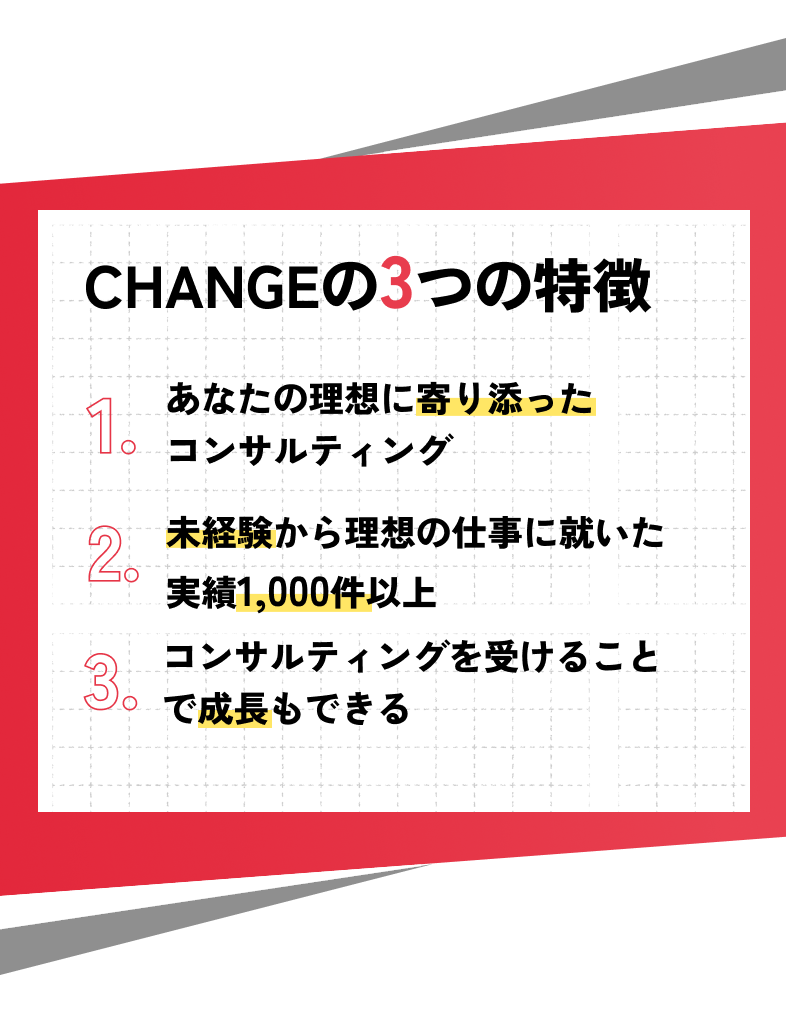 CHANGEの3つの特徴
1.
あなたの理想に寄り添った
コンサルティング
2.
未経験から理想の仕事に就いた
実績1,000件以上
3.
コンサルティングを受けること
で成長もできる